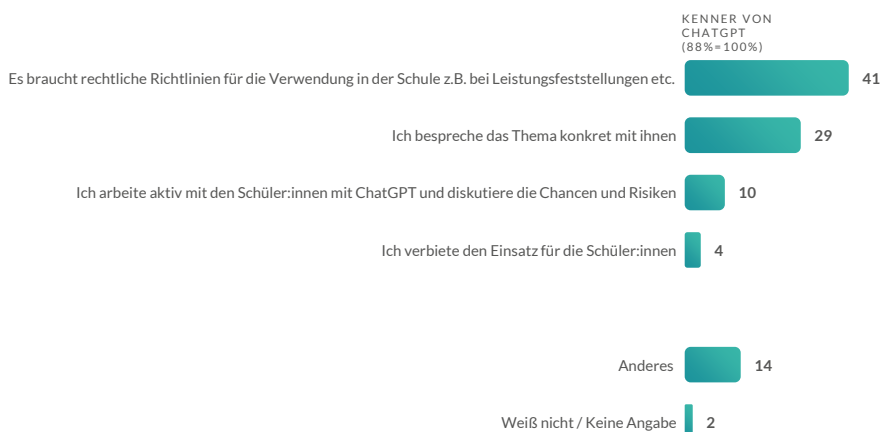 KENNER VON
CHATGPT
(88%=100%)
Es braucht rechtliche Richtlinien für die Verwendung in der Schule z.B. bei Leistungsfeststellungen etc. 41
Ich bespreche das Thema konkret mit ihnen 29
Ich arbeite aktiv mit den Schüler:innen mit ChatGPT und diskutiere die Chancen und Risiken 10
Ich verbiete den Einsatz für die Schüler:innen 4
Anderes 14
Weiß nicht / Keine Angabe 2